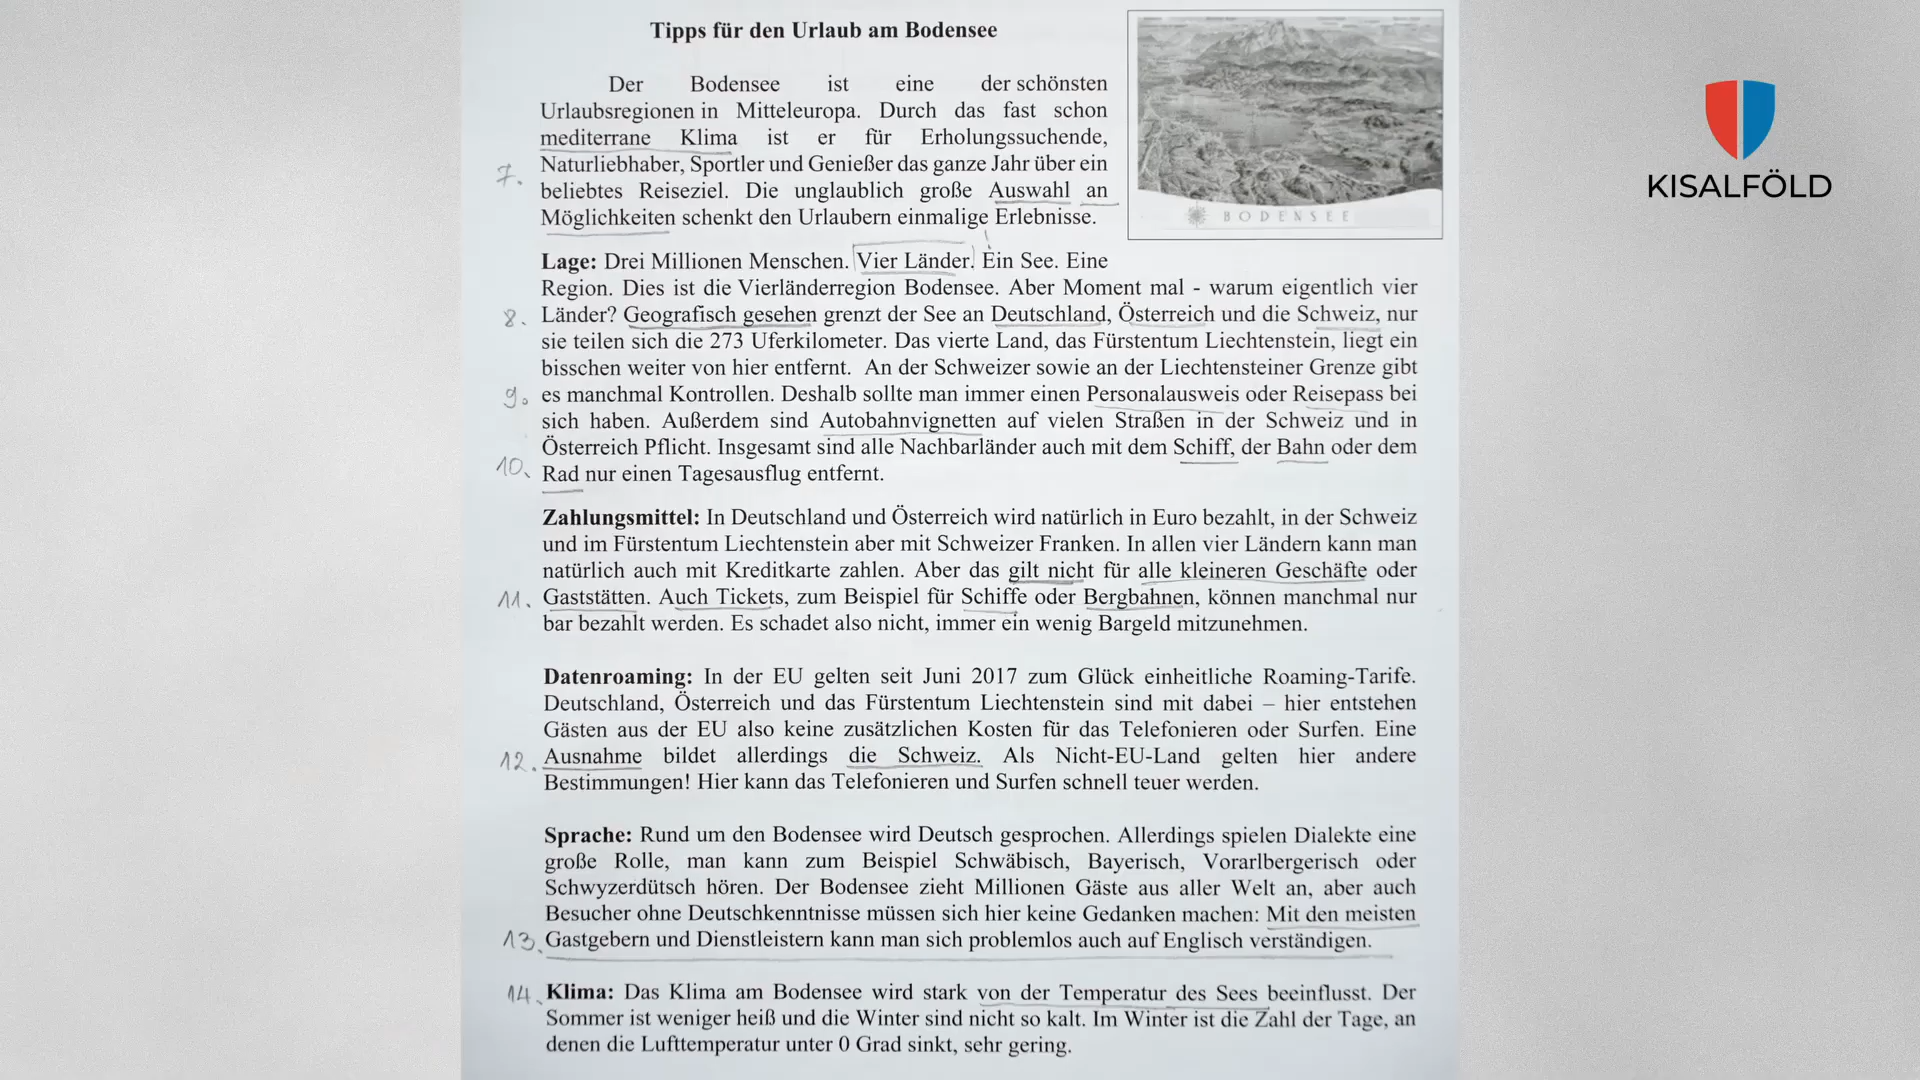 Tipps für den Urlaub am Bodensee
Der Bodensee ist eine der schönsten
Urlaubsregionen in Mitteleuropa. Durch das fast schon
mediterrane Klima ist er für Erholungssuchende,
7. Naturliebhaber, Sportler und Genießer das ganze Jahr über ein
beliebtes Reiseziel. Die unglaublich große Auswahl an
Möglichkeiten schenkt den Urlaubern einmalige Erlebnisse.
BODENSEE
KISALFÖLD
Lage: Drei Millionen Menschen. Vier Länder. Ein See. Eine
Region. Dies ist die Vierländerregion Bodensee. Aber Moment mal - warum eigentlich vier
8. Länder? Geografisch gesehen grenzt der See an Deutschland, Österreich und die Schweiz, nur
sie teilen sich die 273 Uferkilometer. Das vierte Land, das Fürstentum Liechtenstein, liegt ein
bisschen weiter von hier entfernt. An der Schweizer sowie an der Liechtensteiner Grenze gibt
9. es manchmal Kontrollen. Deshalb sollte man immer einen Personalausweis oder Reisepass bei
sich haben. Außerdem sind Autobahnvignetten auf vielen Straßen in der Schweiz und in
Österreich Pflicht. Insgesamt sind alle Nachbarländer auch mit dem Schiff, der Bahn oder dem
10. Rad nur einen Tagesausflug entfernt.
Zahlungsmittel: In Deutschland und Österreich wird natürlich in Euro bezahlt, in der Schweiz
und im Fürstentum Liechtenstein aber mit Schweizer Franken. In allen vier Ländern kann man
natürlich auch mit Kreditkarte zahlen. Aber das gilt nicht für alle kleineren Geschäfte oder
11. Gaststätten. Auch Tickets, zum Beispiel für Schiffe oder Bergbahnen, können manchmal nur
bar bezahlt werden. Es schadet also nicht, immer ein wenig Bargeld mitzunehmen.
Datenroaming: In der EU gelten seit Juni 2017 zum Glück einheitliche Roaming-Tarife.
Deutschland, Österreich und das Fürstentum Liechtenstein sind mit dabei – hier entstehen
Gästen aus der EU also keine zusätzlichen Kosten für das Telefonieren oder Surfen. Eine
12. Ausnahme bildet allerdings die Schweiz. Als Nicht-EU-Land gelten hier andere
Bestimmungen! Hier kann das Telefonieren und Surfen schnell teuer werden.
Sprache: Rund um den Bodensee wird Deutsch gesprochen. Allerdings spielen Dialekte eine
große Rolle, man kann zum Beispiel Schwäbisch, Bayerisch, Vorarlbergerisch oder
Schwyzerdütsch hören. Der Bodensee zieht Millionen Gäste aus aller Welt an, aber auch
Besucher ohne Deutschkenntnisse müssen sich hier keine Gedanken machen: Mit den meisten
13. Gastgebern und Dienstleistern kann man sich problemlos auch auf Englisch verständigen.
14. Klima: Das Klima am Bodensee wird stark von der Temperatur des Sees beeinflusst. Der
Sommer ist weniger heiß und die Winter sind nicht so kalt. Im Winter ist die Zahl der Tage, an
denen die Lufttemperatur unter 0 Grad sinkt, sehr gering.